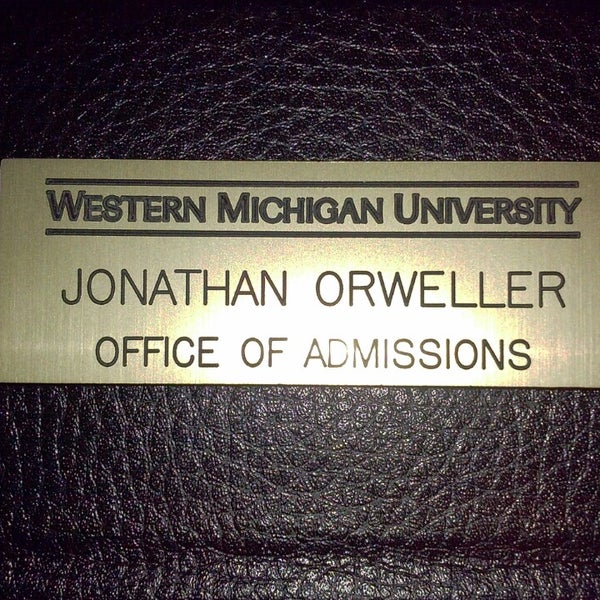 WESTERN MICHIGAN UNIVERSITY
JONATHAN ORWELLER
OFFICE OF ADMISSIONS